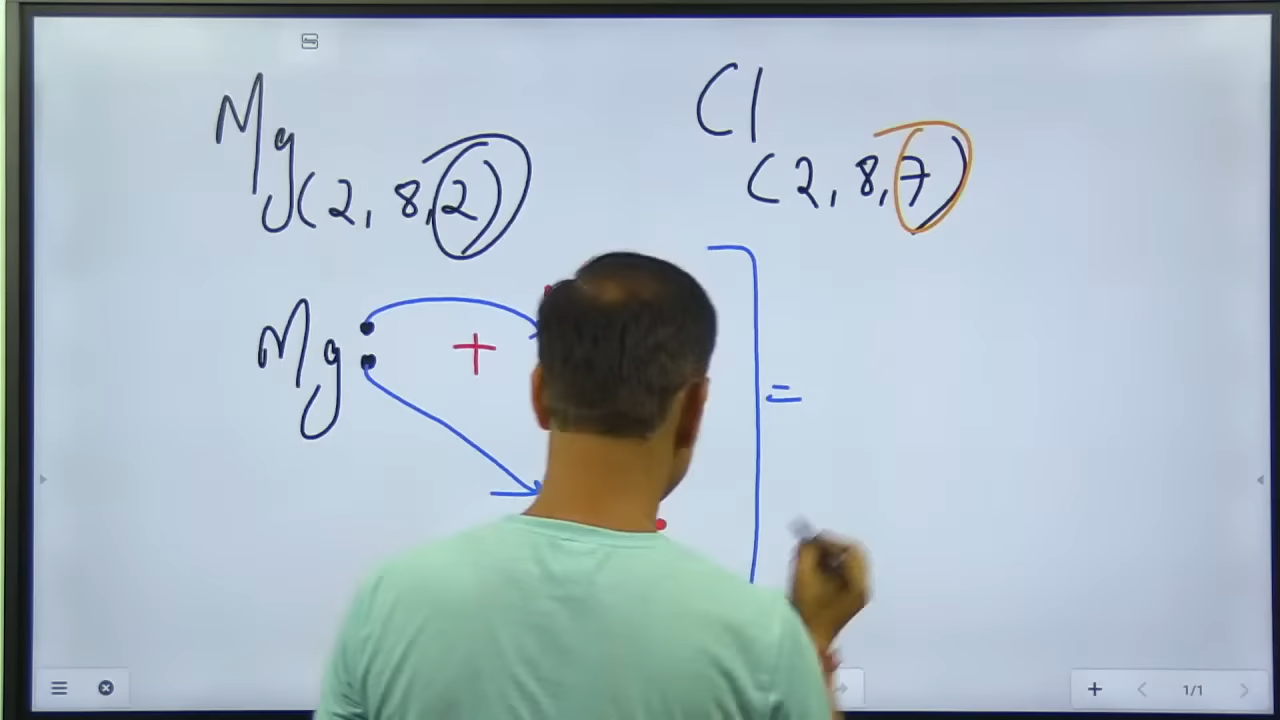 Mg (2, 8, 2)
Cl (2, 8, 7)
Mg +
=
1/1